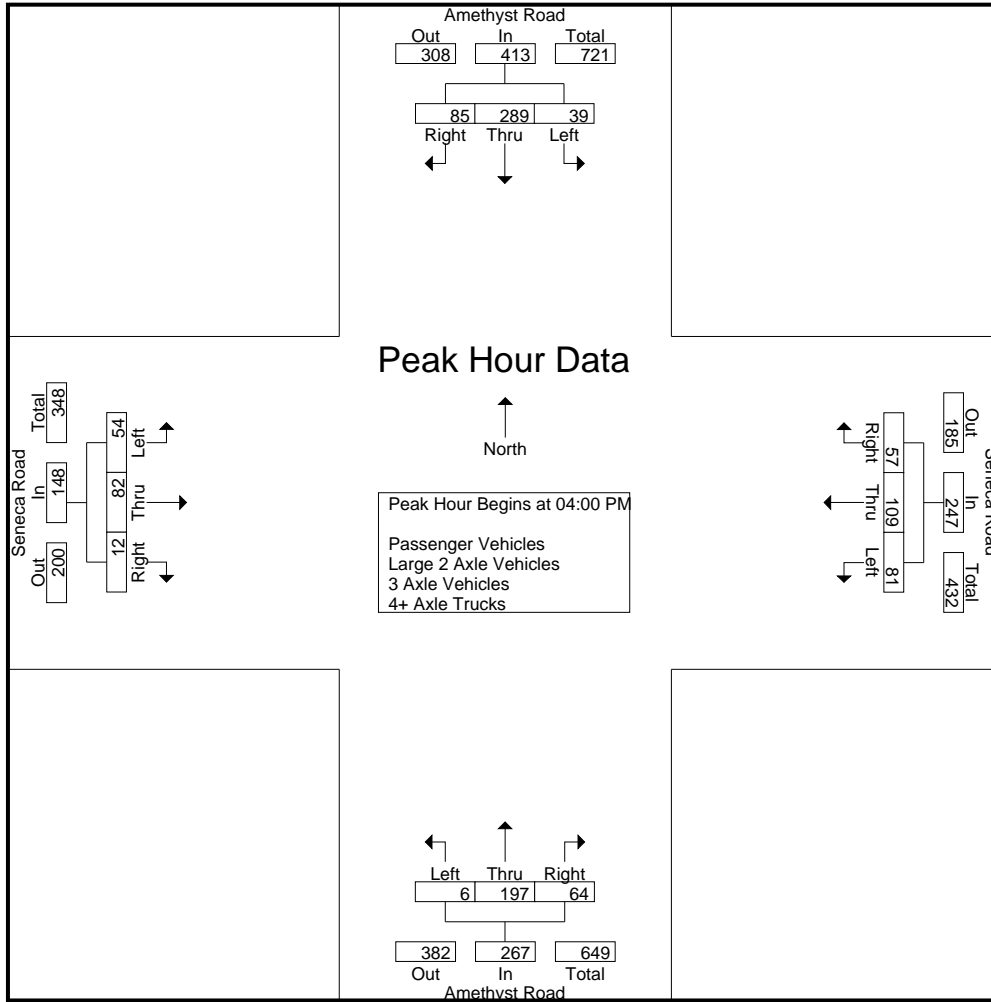 Amethyst Road
Out In Total
308 413 721
85 289 39
Right Thru Left
Peak Hour Data
North
Peak Hour Begins at 04:00 PM
Passenger Vehicles
Large 2 Axle Vehicles
3 Axle Vehicles
4+ Axle Trucks
Seneca Road
Out In Total
200 148 348
12 82 54
Right Thru Left
Seneca Road
Out In Total
185 247 432
57 109 81
Right Thru Left
Left Thru Right
6 197 64
382 267 649
Out In Total
Amethyst Road